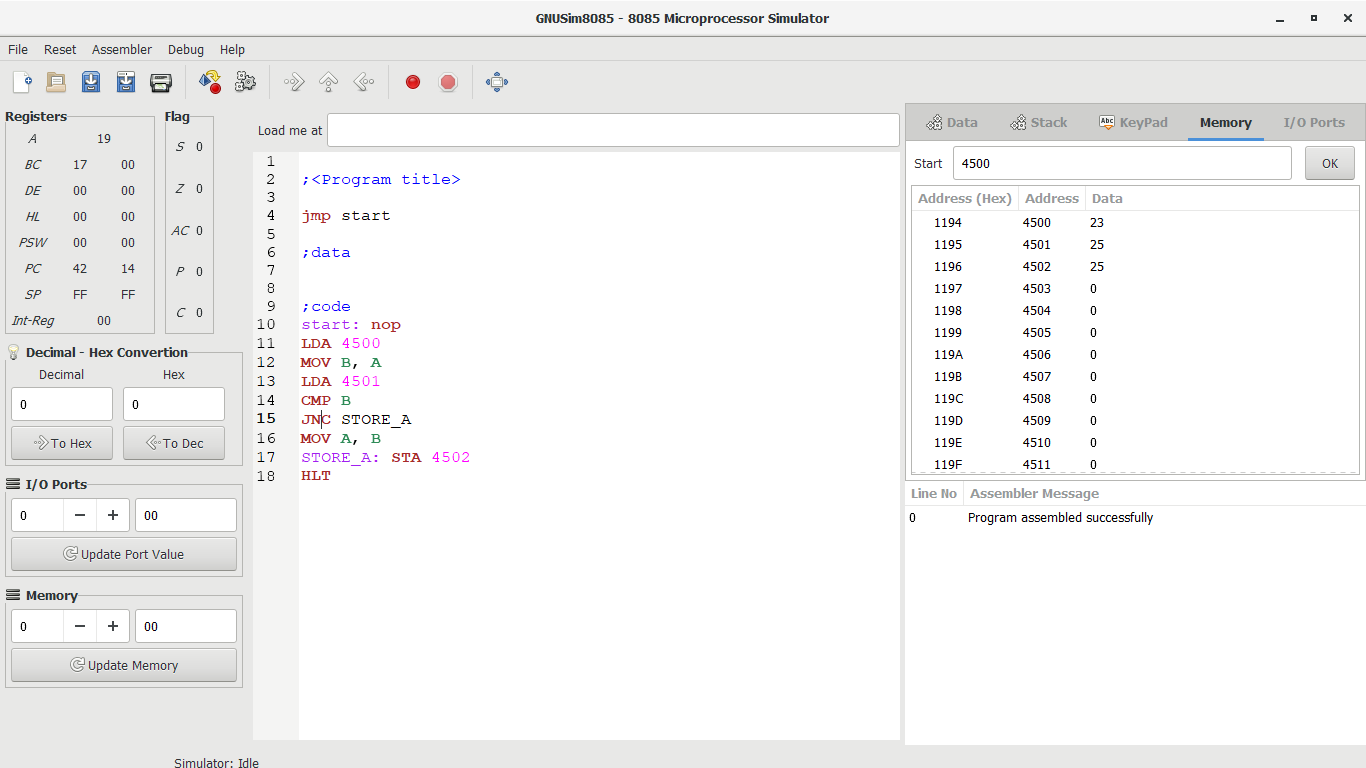 GNUSim8085 - 8085 Microprocessor Simulator
File Reset Assembler Debug Help
Registers
A 19
BC 17 00
DE 00 00
HL 00 00
PSW 00 00
PC 42 14
SP FF FF
Int-Reg 00
Flag
S 0
Z 0
AC 0
P 0
C 0
Decimal - Hex Convertion
Decimal Hex
0 0
To Hex To Dec
I/O Ports
0 00
Update Port Value
Memory
0 00
Update Memory
Load me at
1
2 ;<Program title>
3
4 jmp start
5
6 ;data
7
8
9 ;code
10 start: nop
11 LDA 4500
12 MOV B, A
13 LDA 4501
14 CMP B
15 JNC STORE_A
16 MOV A, B
17 STORE_A: STA 4502
18 HLT
Data Stack Abc KeyPad Memory I/O Ports
Start 4500 OK
Address (Hex) Address Data
1194 4500 23
1195 4501 25
1196 4502 25
1197 4503 0
1198 4504 0
1199 4505 0
119A 4506 0
119B 4507 0
119C 4508 0
119D 4509 0
119E 4510 0
119F 4511 0
Line No Assembler Message
0 Program assembled successfully
Simulator: Idle